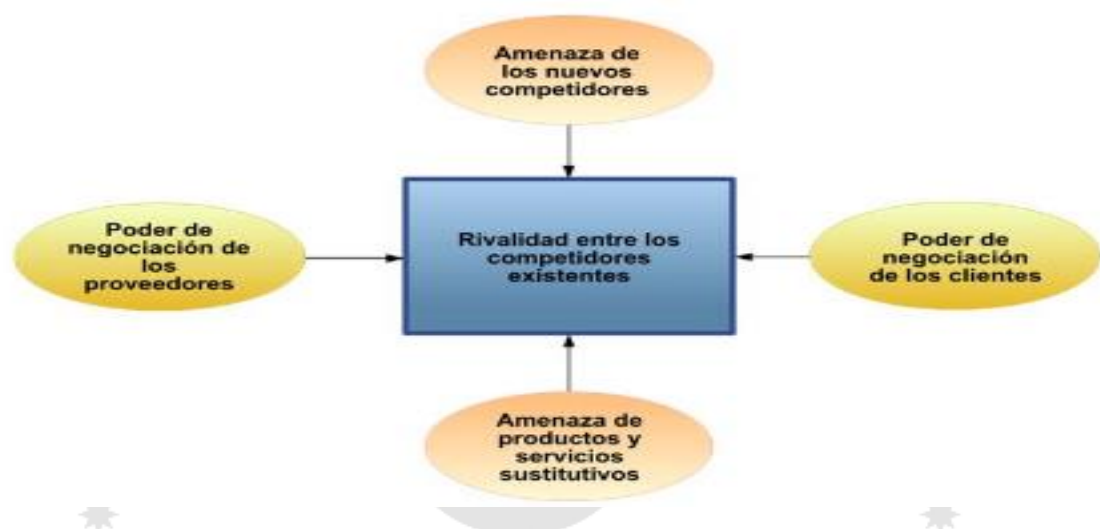 Amenaza de
los nuevos
competidores
Poder de
negociación de
los
proveedores
Rivalidad entre los
competidores
existentes
Poder de
negociación
de los clientes
Amenaza de
productos y
servicios
sustitutivos